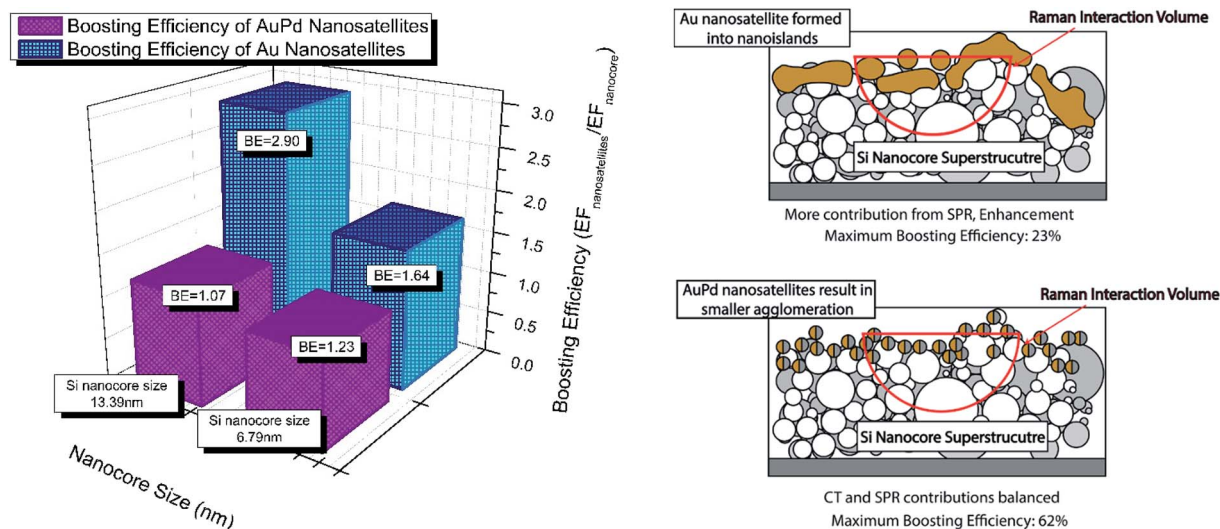 Boosting Efficiency of AuPd Nanosatellites
Boosting Efficiency of Au Nanosatellites
BE=2.90
BE=1.64
BE=1.07
BE=1.23
3.0
2.5
2.0
1.5
1.0
0.5
0.0
Boosting Efficiency (EFnanosatellites/EFnanocore)
Si nanocore size
13.39nm
Si nanocore size
6.79nm
Nanocore Size (nm)
Au nanosatellite formed
into nanoislands
Raman Interaction Volume
Si Nanocore Superstrucutre
More contribution from SPR, Enhancement
Maximum Boosting Efficiency: 23%
AuPd nanosatellites result in
smaller agglomeration
Raman Interaction Volume
Si Nanocore Superstrucutre
CT and SPR contributions balanced
Maximum Boosting Efficiency: 62%